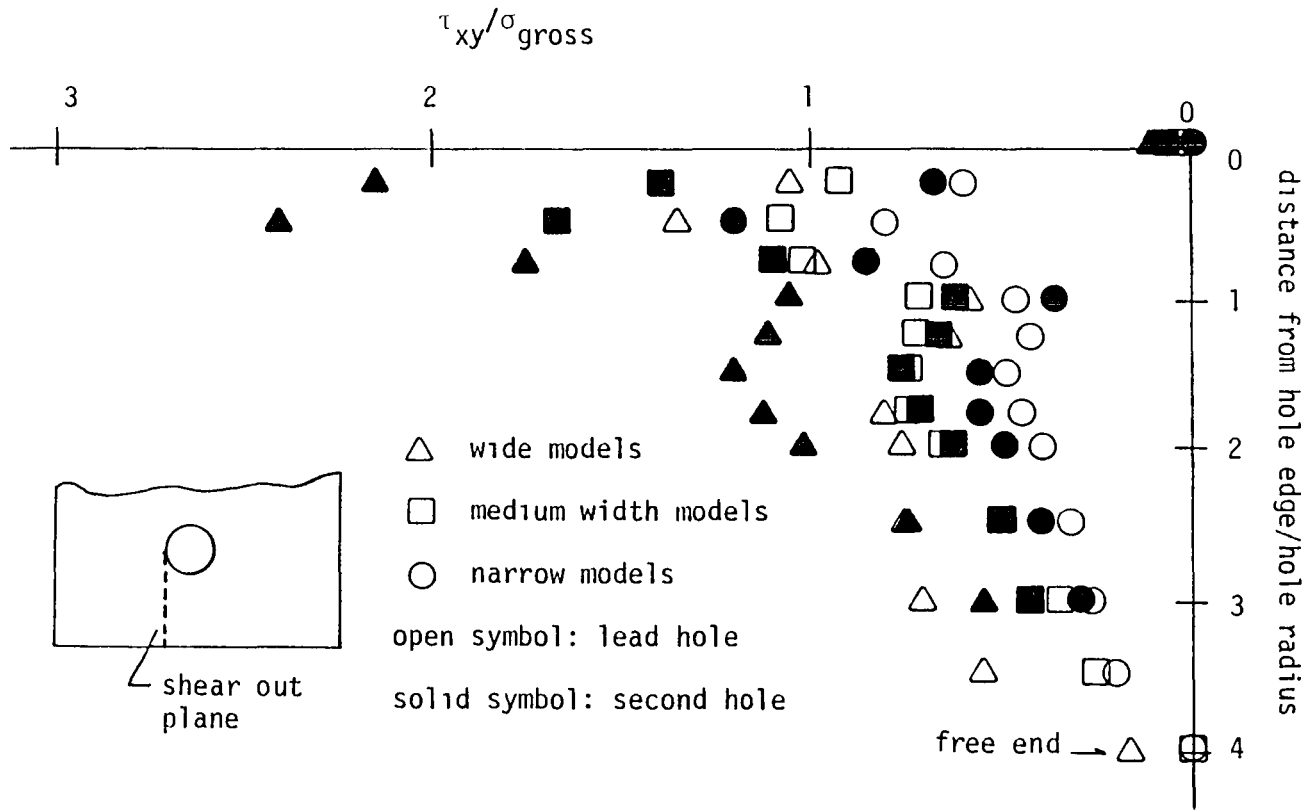 τxy/σgross
3 2 1 0
0
1
2
3
4
distance from hole edge/hole radius
wide models
medium width models
narrow models
open symbol: lead hole
solid symbol: second hole
shear out
plane
free end